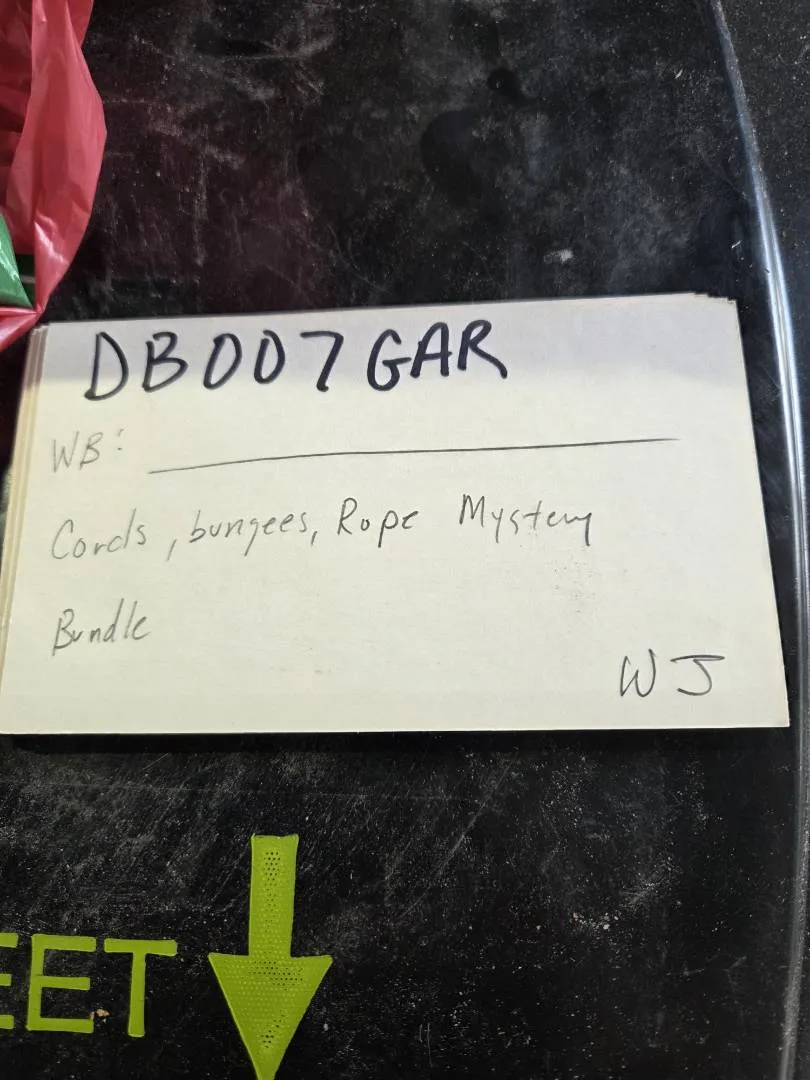 DB007GAR
WB:
Cords, bungees, Rope Mystery
Bundle
WJ
EET